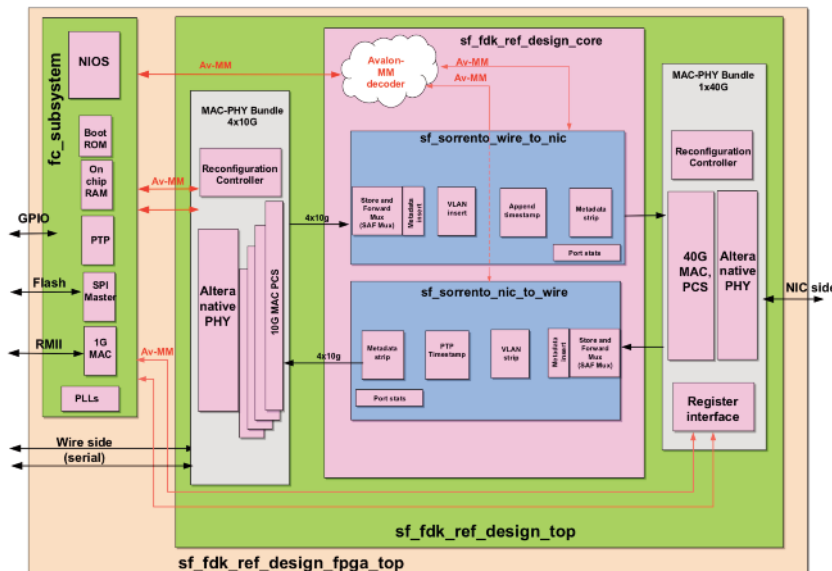 fc_subsystem
NIOS
Boot
ROM
On
chip
RAM
PTP
SPI
Master
1G
MAC
PLLs
GPIO
Flash
RMII
Wire side
(serial)
Av-MM
Av-MM
Av-MM
MAC-PHY Bundle
4x10G
Reconfiguration
Controller
Altera
native
PHY
10G MAC PCS
4x10g
4x10g
sf_fdk_ref_design_core
Avalon-
MM
decoder
Av-MM
Av-MM
sf_sorrento_wire_to_nic
Store and
Forward
Mux
(SAF Mux)
Metadata
insert
VLAN
insert
Append
timestamp
Metadata
strip
Port stats
sf_sorrento_nic_to_wire
Metadata
strip
PTP
Timestamp
VLAN
strip
Metadata
insert
Store and
Forward
Mux
(SAF Mux)
Port stats
MAC-PHY Bundle
1x40G
Reconfiguration
Controller
40G
MAC,
PCS
Altera
native
PHY
Register
interface
NIC side
sf_fdk_ref_design_top
sf_fdk_ref_design_fpga_top